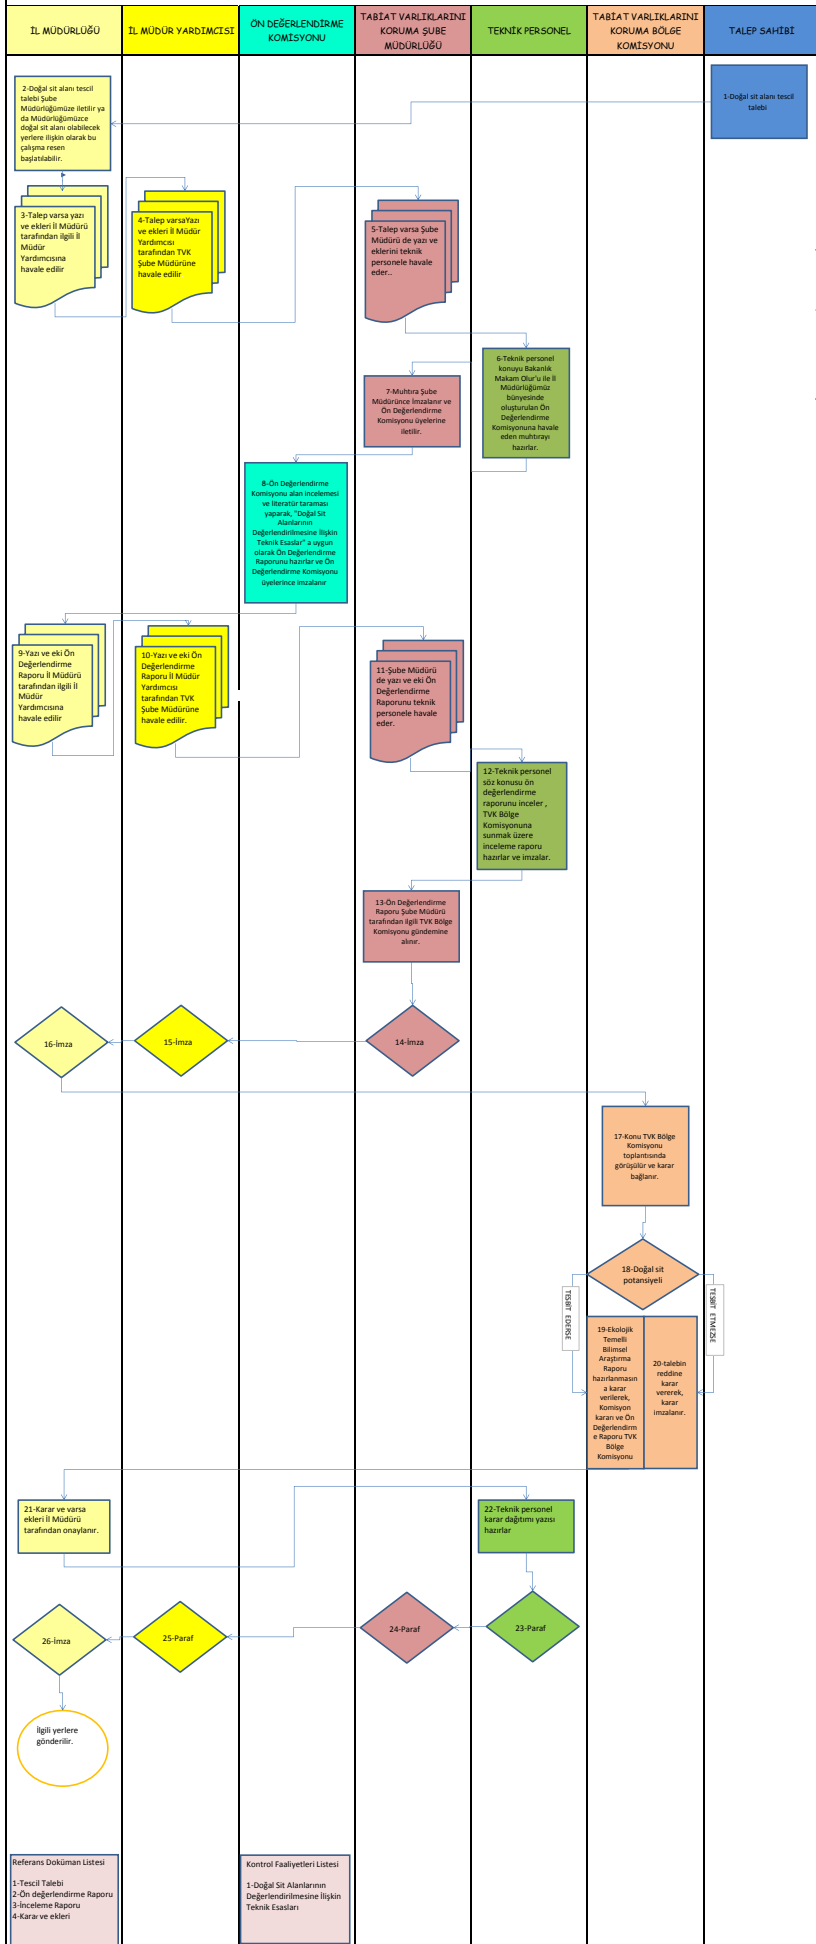 İL MÜDÜRLÜĞÜ
İL MÜDÜR YARDIMCISI
ÖN DEĞERLENDİRME
KOMİSYONU
TABİAT VARLIKLARINI
KORUMA ŞUBE
MÜDÜRLÜĞÜ
TEKNİK PERSONEL
TABİAT VARLIKLARINI
KORUMA BÖLGE
KOMİSYONU
TALEP SAHİBİ
1-Doğal sit alanı tescil
talebi
2-Doğal sit alanı tescil
talebi Şube
Müdürlüğümüze iletilir ya
da Müdürlüğümüzce
doğal sit alanı olabilecek
yerlere ilişkin olarak bu
çalışma resen
başlatılabilir.
3-Talep varsa yazı
ve ekleri İl Müdürü
tarafından ilgili İl
Müdür
Yardımcısına
havale edilir
4-Talep varsaYazı
ve ekleri İl Müdür
Yardımcısı
tarafından TVK
Şube Müdürüne
havale edilir
5-Talep varsa Şube
Müdürü de yazı ve
eklerini teknik
personele havale
eder..
6-Teknik personel
konuyu Bakanlık
Makam Olur'u ile İl
Müdürlüğümüz
bünyesinde
oluşturulan Ön
Değerlendirme
Komisyonuna havale
eden muhtırayı
hazırlar.
7-Muhtıra Şube
Müdürünce İmzalanır ve
Ön Değerlendirme
Komisyonu üyelerine
iletilir.
8-Ön Değerlendirme
Komisyonu alan incelemesi
ve literatür taraması
yaparak, "Doğal Sit
Alanlarının
Değerlendirilmesine İlişkin
Teknik Esaslar" a uygun
olarak Ön Değerlendirme
Raporunu hazırlar ve Ön
Değerlendirme Komisyonu
üyelerince imzalanır
9-Yazı ve eki Ön
Değerlendirme
Raporu İl Müdürü
tarafından ilgili İl
Müdür
Yardımcısına
havale edilir
10-Yazı ve eki Ön
Değerlendirme
Raporu İl Müdür
Yardımcısı
tarafından TVK
Şube Müdürüne
havale edilir.
11-Şube Müdürü
de yazı ve eki Ön
Değerlendirme
Raporunu teknik
personele havale
eder.
12-Teknik personel
söz konusu ön
değerlendirme
raporunu inceler ,
TVK Bölge
Komisyonuna
sunmak üzere
inceleme raporu
hazırlar ve imzalar.
13-Ön Değerlendirme
Raporu Şube Müdürü
tarafından ilgili TVK Bölge
Komisyonu gündemine
alınır.
16-İmza
15-İmza
14-İmza
17-Konu TVK Bölge
Komisyonu
toplantısında
görüşülür ve karar
bağlanır.
18-Doğal sit
potansiyeli
TESBİT EDERSE
TESBİT ETMEZSE
19-Ekolojik
Temelli
Bilimsel
Araştırma
Raporu
hazırlanmasın
a karar
verilerek,
Komisyon
kararı ve Ön
Değerlendirm
e Raporu TVK
Bölge
Komisyonu
20-talebin
reddine
karar
vererek,
karar
imzalanır.
21-Karar ve varsa
ekleri İl Müdürü
tarafından onaylanır.
22-Teknik personel
karar dağıtımı yazısı
hazırlar
26-İmza
25-Paraf
24-Paraf
23-Paraf
İlgili yerlere
gönderilir.
Referans Doküman Listesi
1-Tescil Talebi
2-Ön değerlendirme Raporu
3-İnceleme Raporu
4-Karar ve ekleri
Kontrol Faaliyetleri Listesi
1-Doğal Sit Alanlarının
Değerlendirilmesine İlişkin
Teknik Esasları